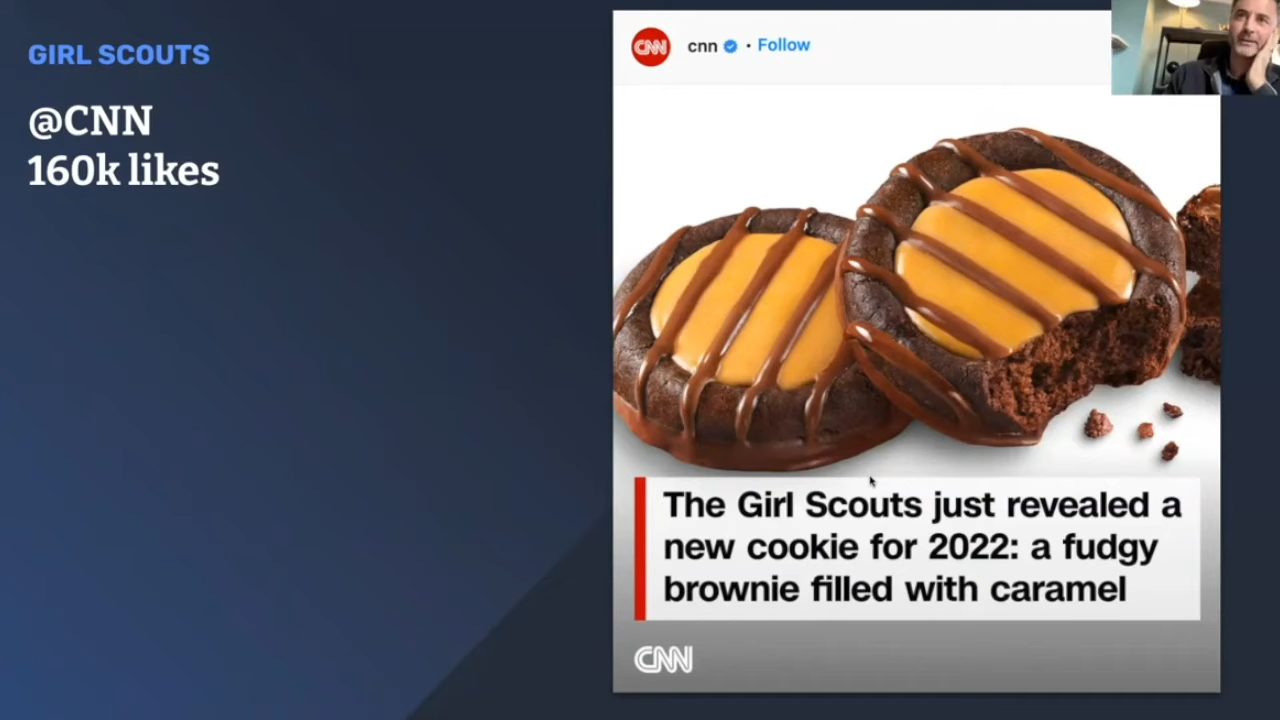 GIRL SCOUTS
@CNN
160k likes
CNN
cnn • Follow
The Girl Scouts just revealed a
new cookie for 2022: a fudgy
brownie filled with caramel
CNN